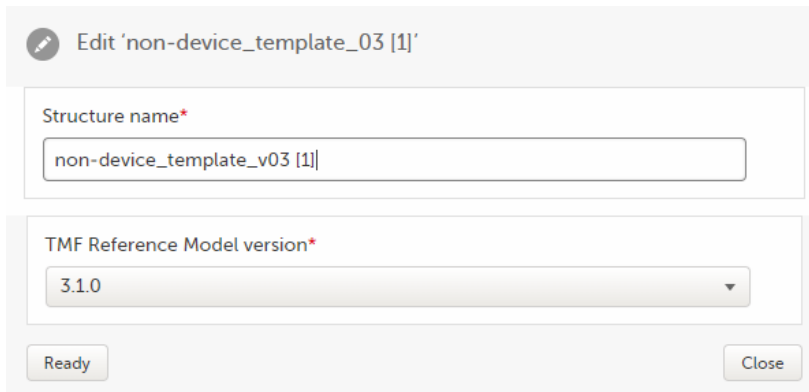 Edit ‘non-device_template_03 [1]’
Structure name*
non-device_template_v03 [1]
TMF Reference Model version*
3.1.0
Ready Close